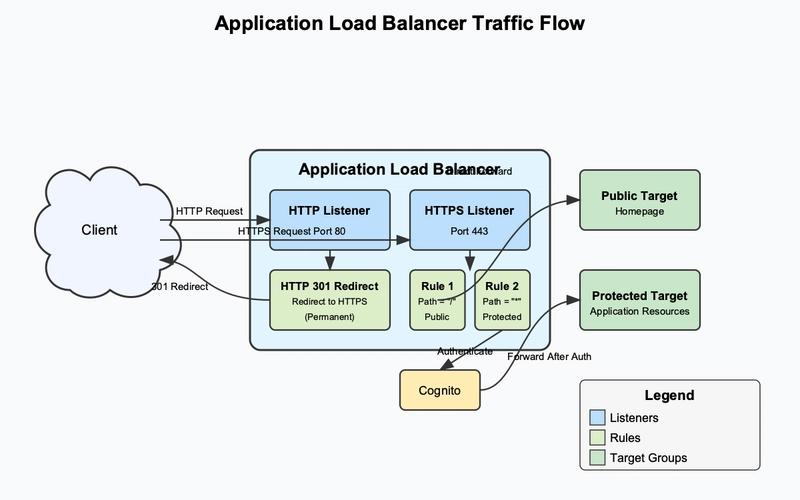 Application Load Balancer Traffic Flow
Application Load Balancer
Client
HTTP Request
HTTP Listener
HTTPS Request
Port 80
HTTPS Listener
Port 443
301 Redirect
HTTP 301 Redirect
Redirect to HTTPS
(Permanent)
Rule 1
Path = "/"
Public
Rule 2
Path = "*"
Protected
Public Target
Homepage
Protected Target
Application Resources
Authenticate
Forward After Auth
Cognito
Legend
Listeners
Rules
Target Groups